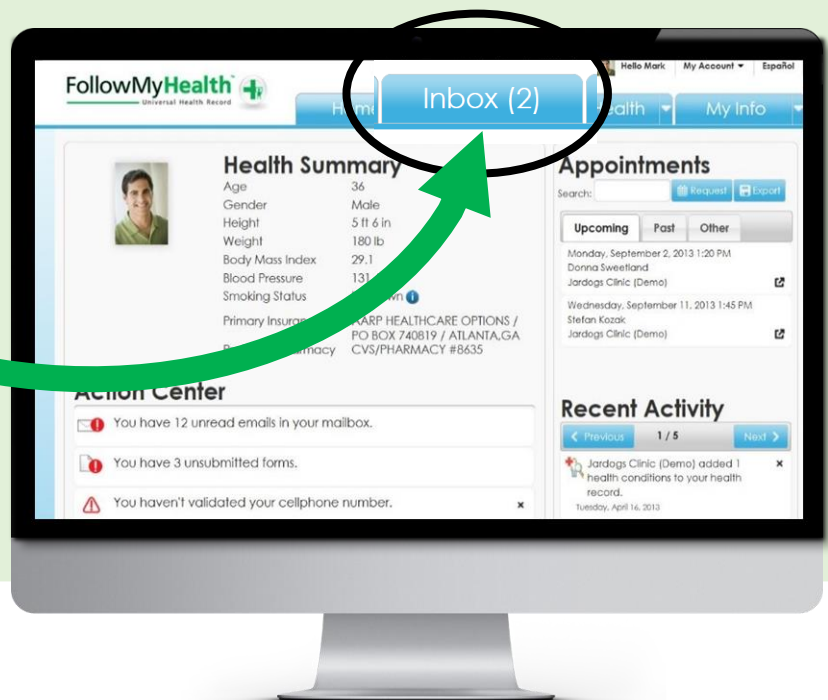 Hello Mark My Account Español
FollowMyHealth
Universal Health Record
Inbox (2)
My Info
Health Summary
Age 36
Gender Male
Height 5 ft 6 in
Weight 180 lb
Body Mass Index 29.1
Blood Pressure
Smoking Status
Primary HEALTHCARE OPTIONS /
PO BOX 740819 / ATLANTA,GA
CVS/PHARMACY #8635
Action Center
You have 12 unread emails in your mailbox.
You have 3 unsubmitted forms.
You haven't validated your cellphone number. x
Appointments
Search: Request Export
Upcoming Past Other
Monday, September 2, 2013 1:20 PM
Donna Sweetland
Jardogs Clinic (Demo)
Wednesday, September 11, 2013 1:45 PM
Stefan Kozak
Jardogs Clinic (Demo)
Recent Activity
< Previous 1 / 5 Next >
Jardogs Clinic (Demo) added 1 x
health conditions to your health
record.
Tuesday, April 16, 2013